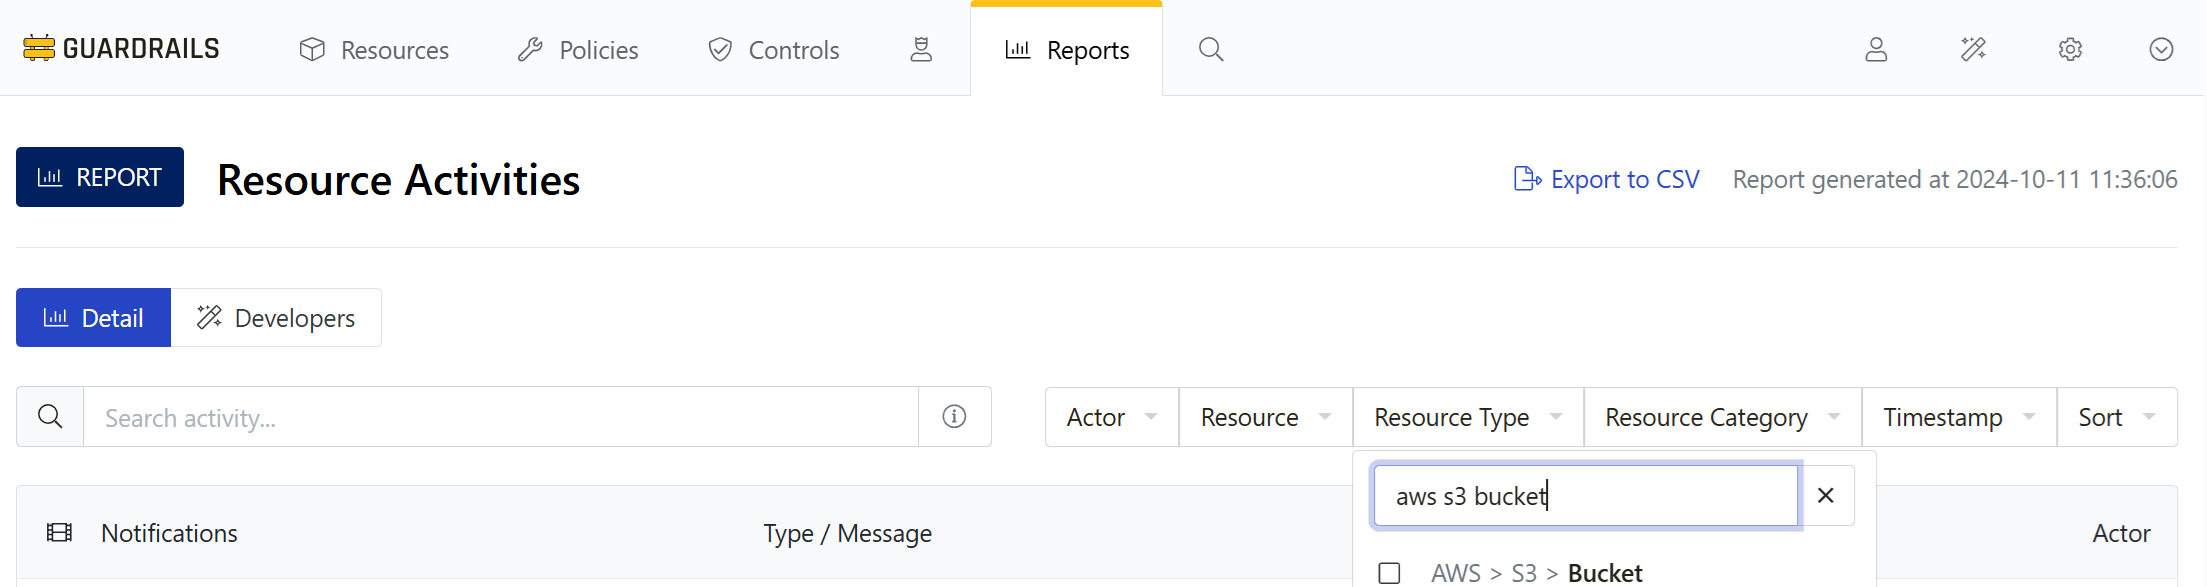 GUARDRAILS Resources Policies Controls Reports
REPORT Resource Activities Export to CSV Report generated at 2024-10-11 11:36:06
Detail Developers
Search activity... Actor Resource Resource Type Resource Category Timestamp Sort
aws s3 bucket
Notifications Type / Message Actor
AWS > S3 > Bucket